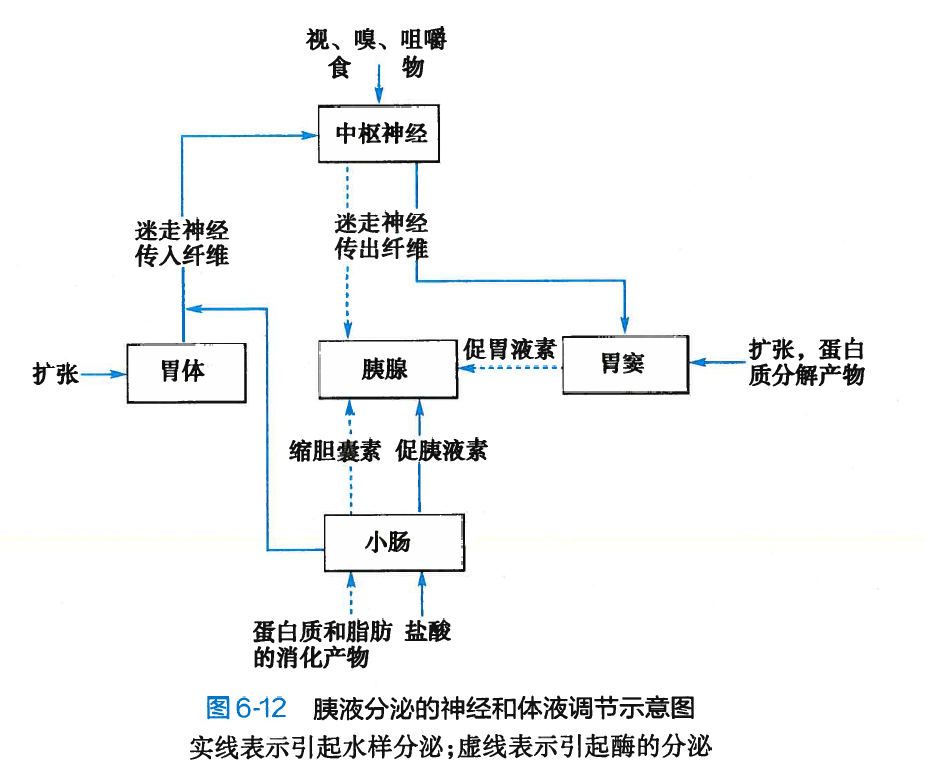 视、嗅、咀嚼
食 物
中枢神经
迷走神经
传入纤维
迷走神经
传出纤维
扩张
胃体
胰腺
促胃液素
胃窦
扩张，蛋白
质分解产物
缩胆囊素 促胰液素
小肠
蛋白质和脂肪 盐酸
的消化产物
图6-12 胰液分泌的神经和体液调节示意图
实线表示引起水样分泌；虚线表示引起酶的分泌